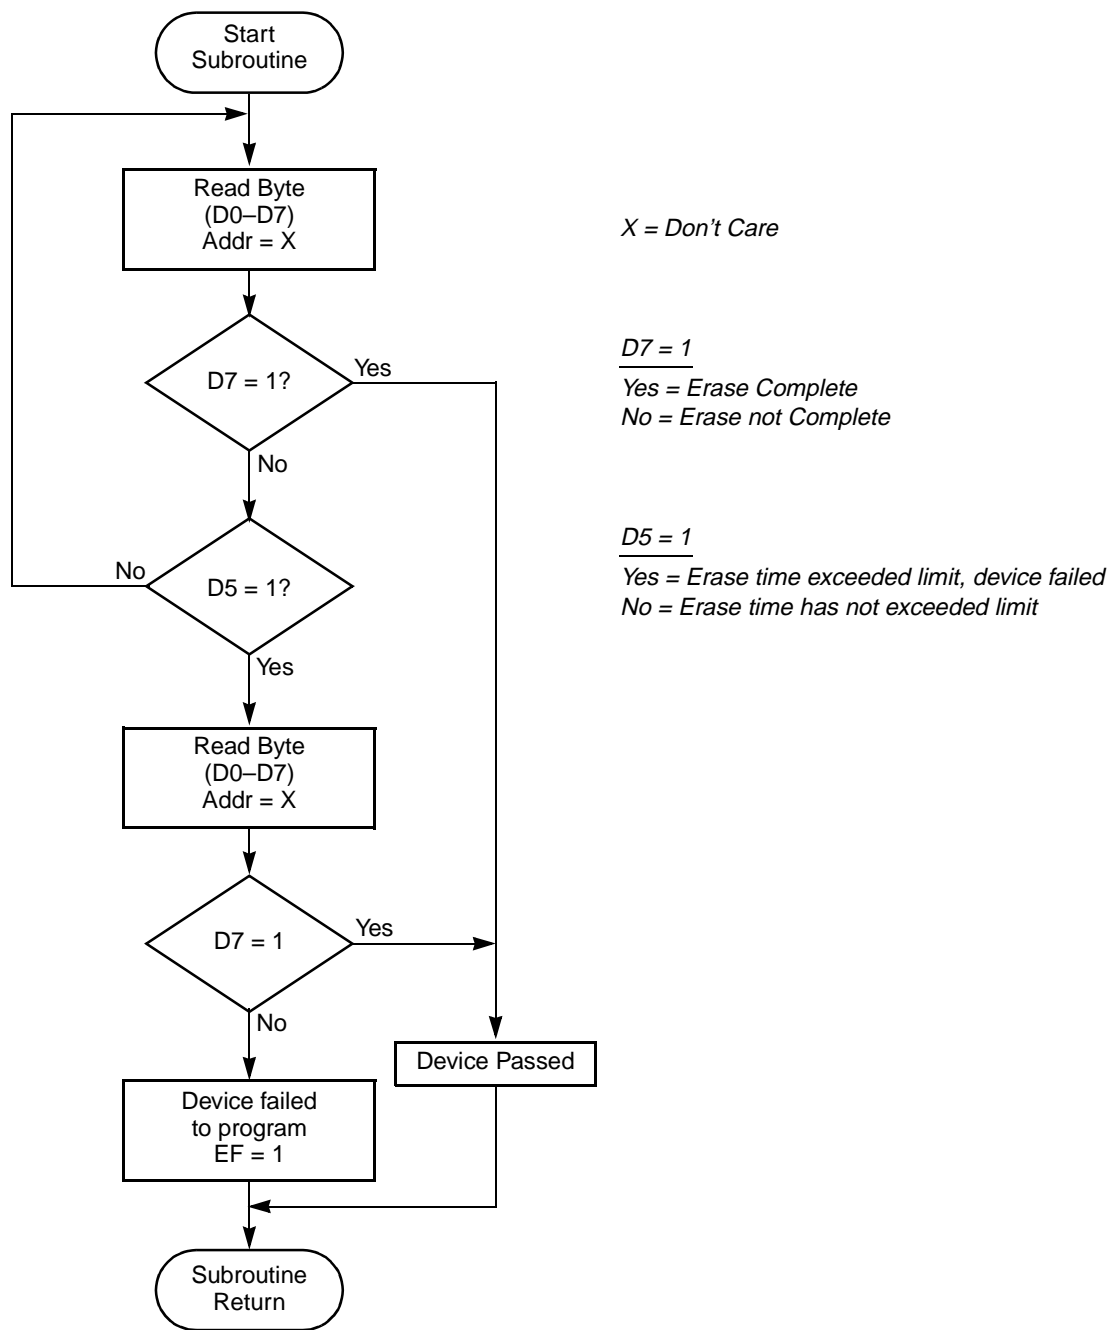 Start
Subroutine
Read Byte
(D0–D7)
Addr = X
X = Don't Care
D7 = 1?
Yes
No
D7 = 1
Yes = Erase Complete
No = Erase not Complete
D5 = 1?
No
Yes
D5 = 1
Yes = Erase time exceeded limit, device failed
No = Erase time has not exceeded limit
Read Byte
(D0–D7)
Addr = X
D7 = 1
Yes
No
Device Passed
Device failed
to program
EF = 1
Subroutine
Return